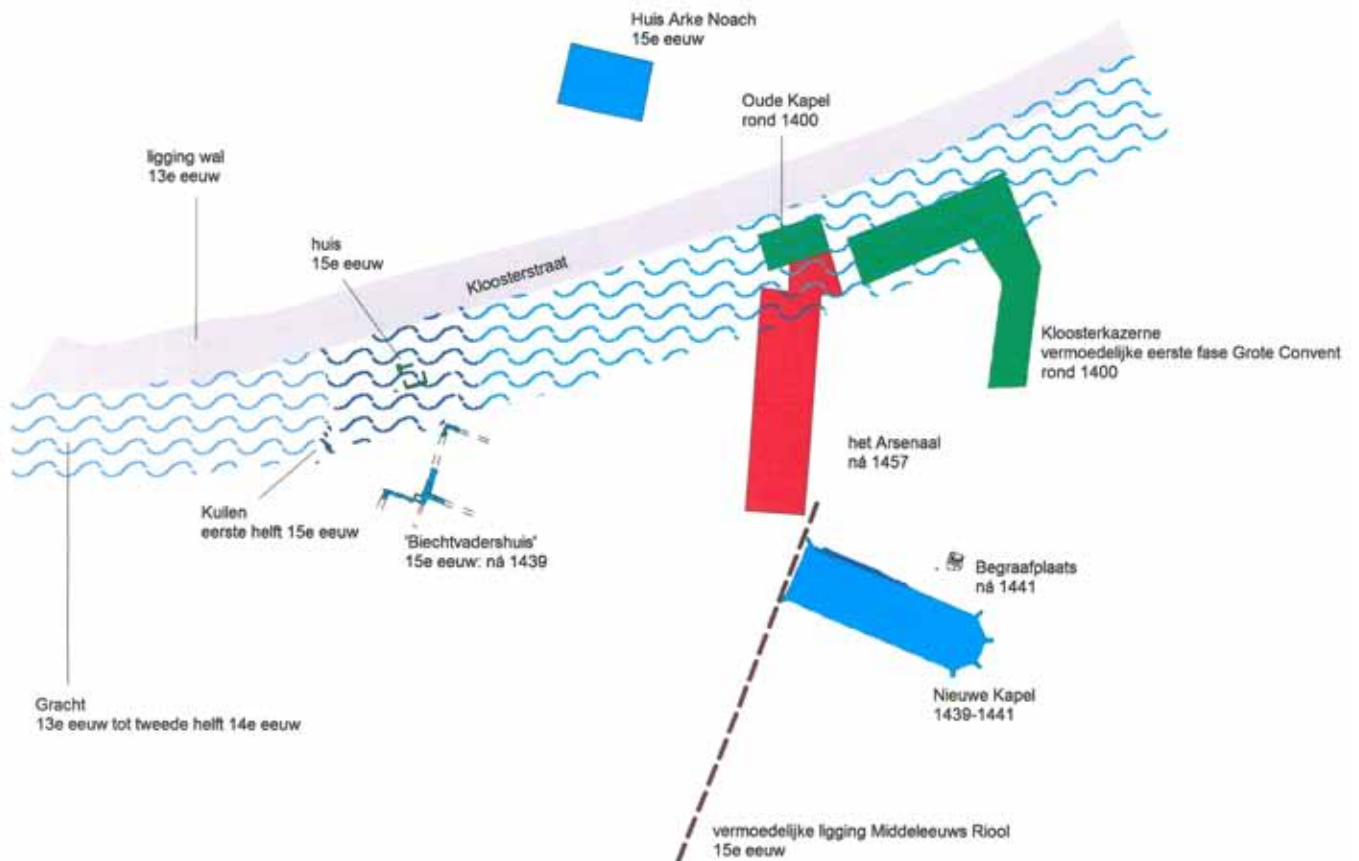 Huis Arke Noach
15e eeuw
Oude Kapel
rond 1400
ligging wal
13e eeuw
huis
15e eeuw
Kloosterstraat
Kloosterkazerne
vermoedelijke eerste fase Grote Convent
rond 1400
het Arsenaal
ná 1457
Kuilen
eerste helft 15e eeuw
'Biechtvadershuis'
15e eeuw: ná 1439
Begraafplaats
ná 1441
Gracht
13e eeuw tot tweede helft 14e eeuw
Nieuwe Kapel
1439-1441
vermoedelijke ligging Middeleeuws Riool
15e eeuw